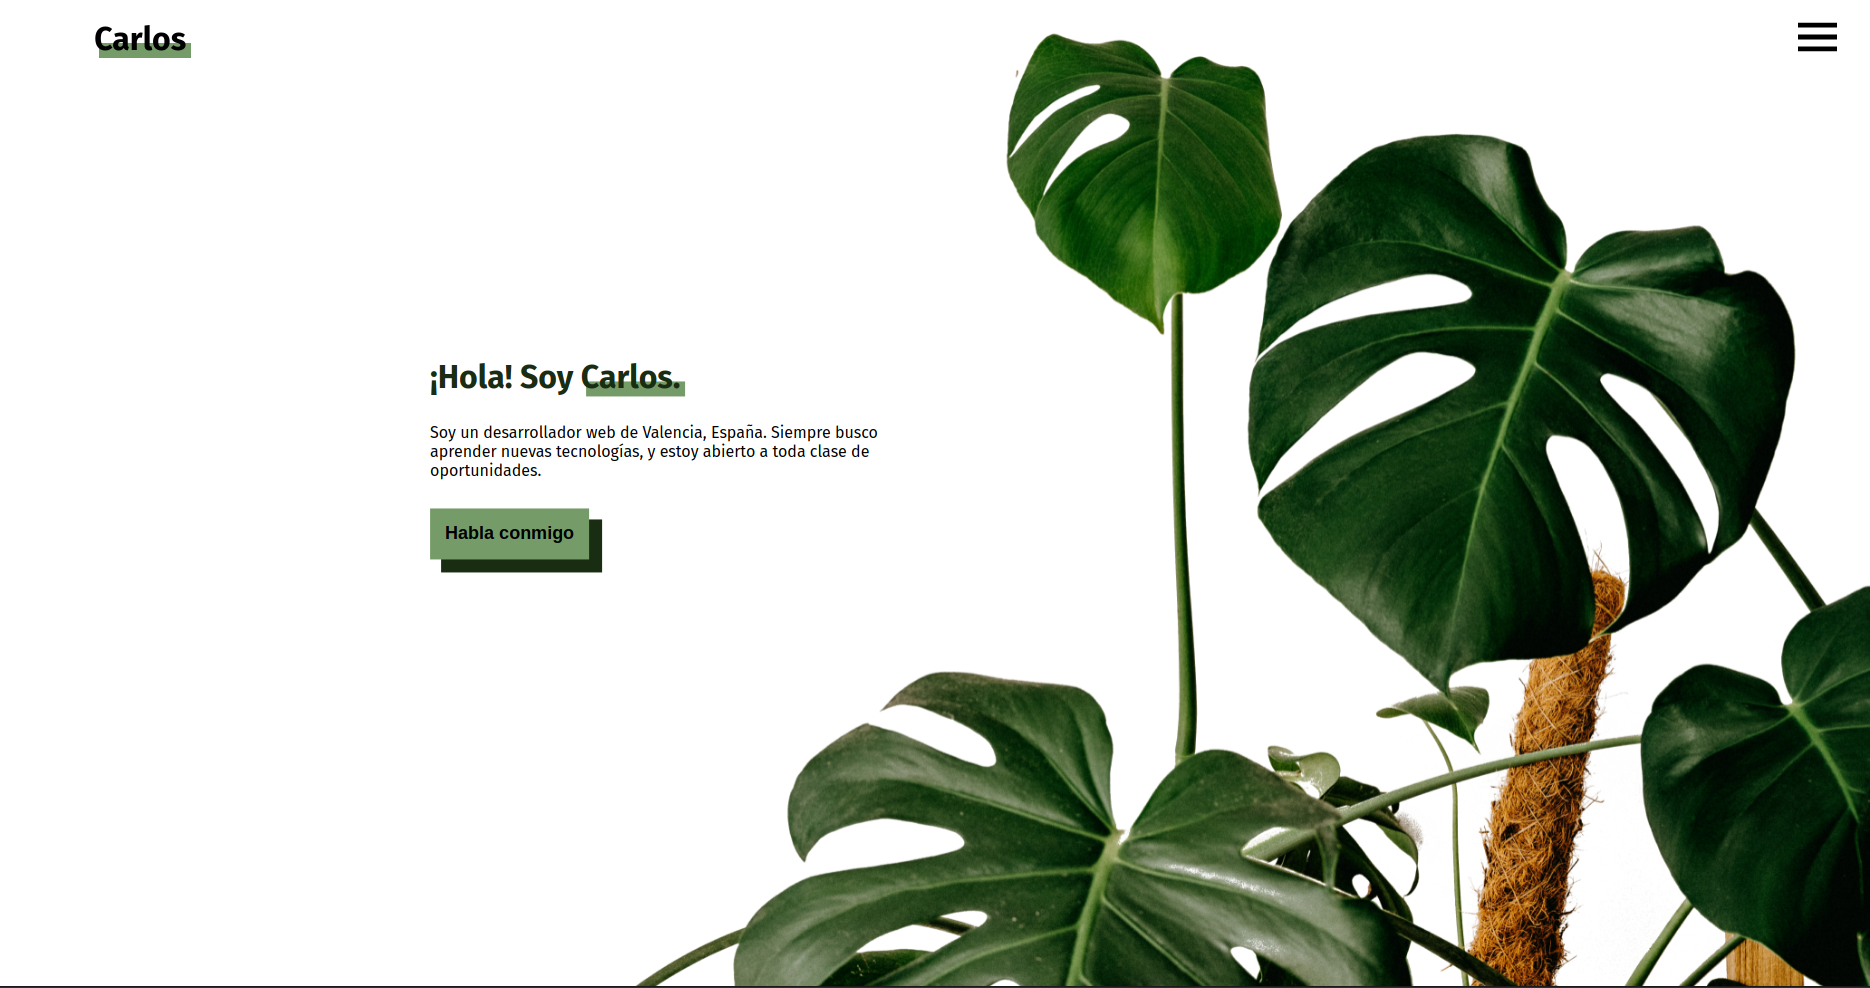 Carlos
¡Hola! Soy Carlos.
Soy un desarrollador web de Valencia, España. Siempre busco
aprender nuevas tecnologías, y estoy abierto a toda clase de
oportunidades.
Habla conmigo